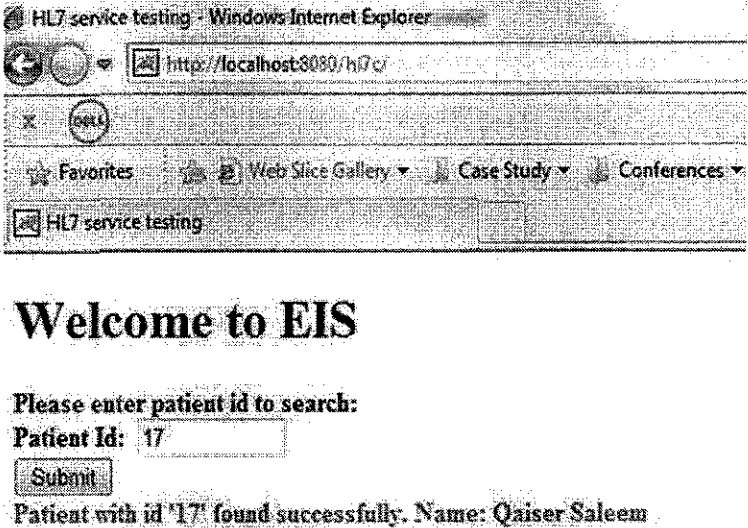 HL7 service testing - Windows Internet Explorer
http://localhost:8080/hl7c/
x DELL
Favorites Web Slice Gallery Case Study Conferences
HL7 service testing
Welcome to EIS
Please enter patient id to search:
Patient Id: 17
Submit
Patient with id '17' found successfully. Name: Qaiser Saleem